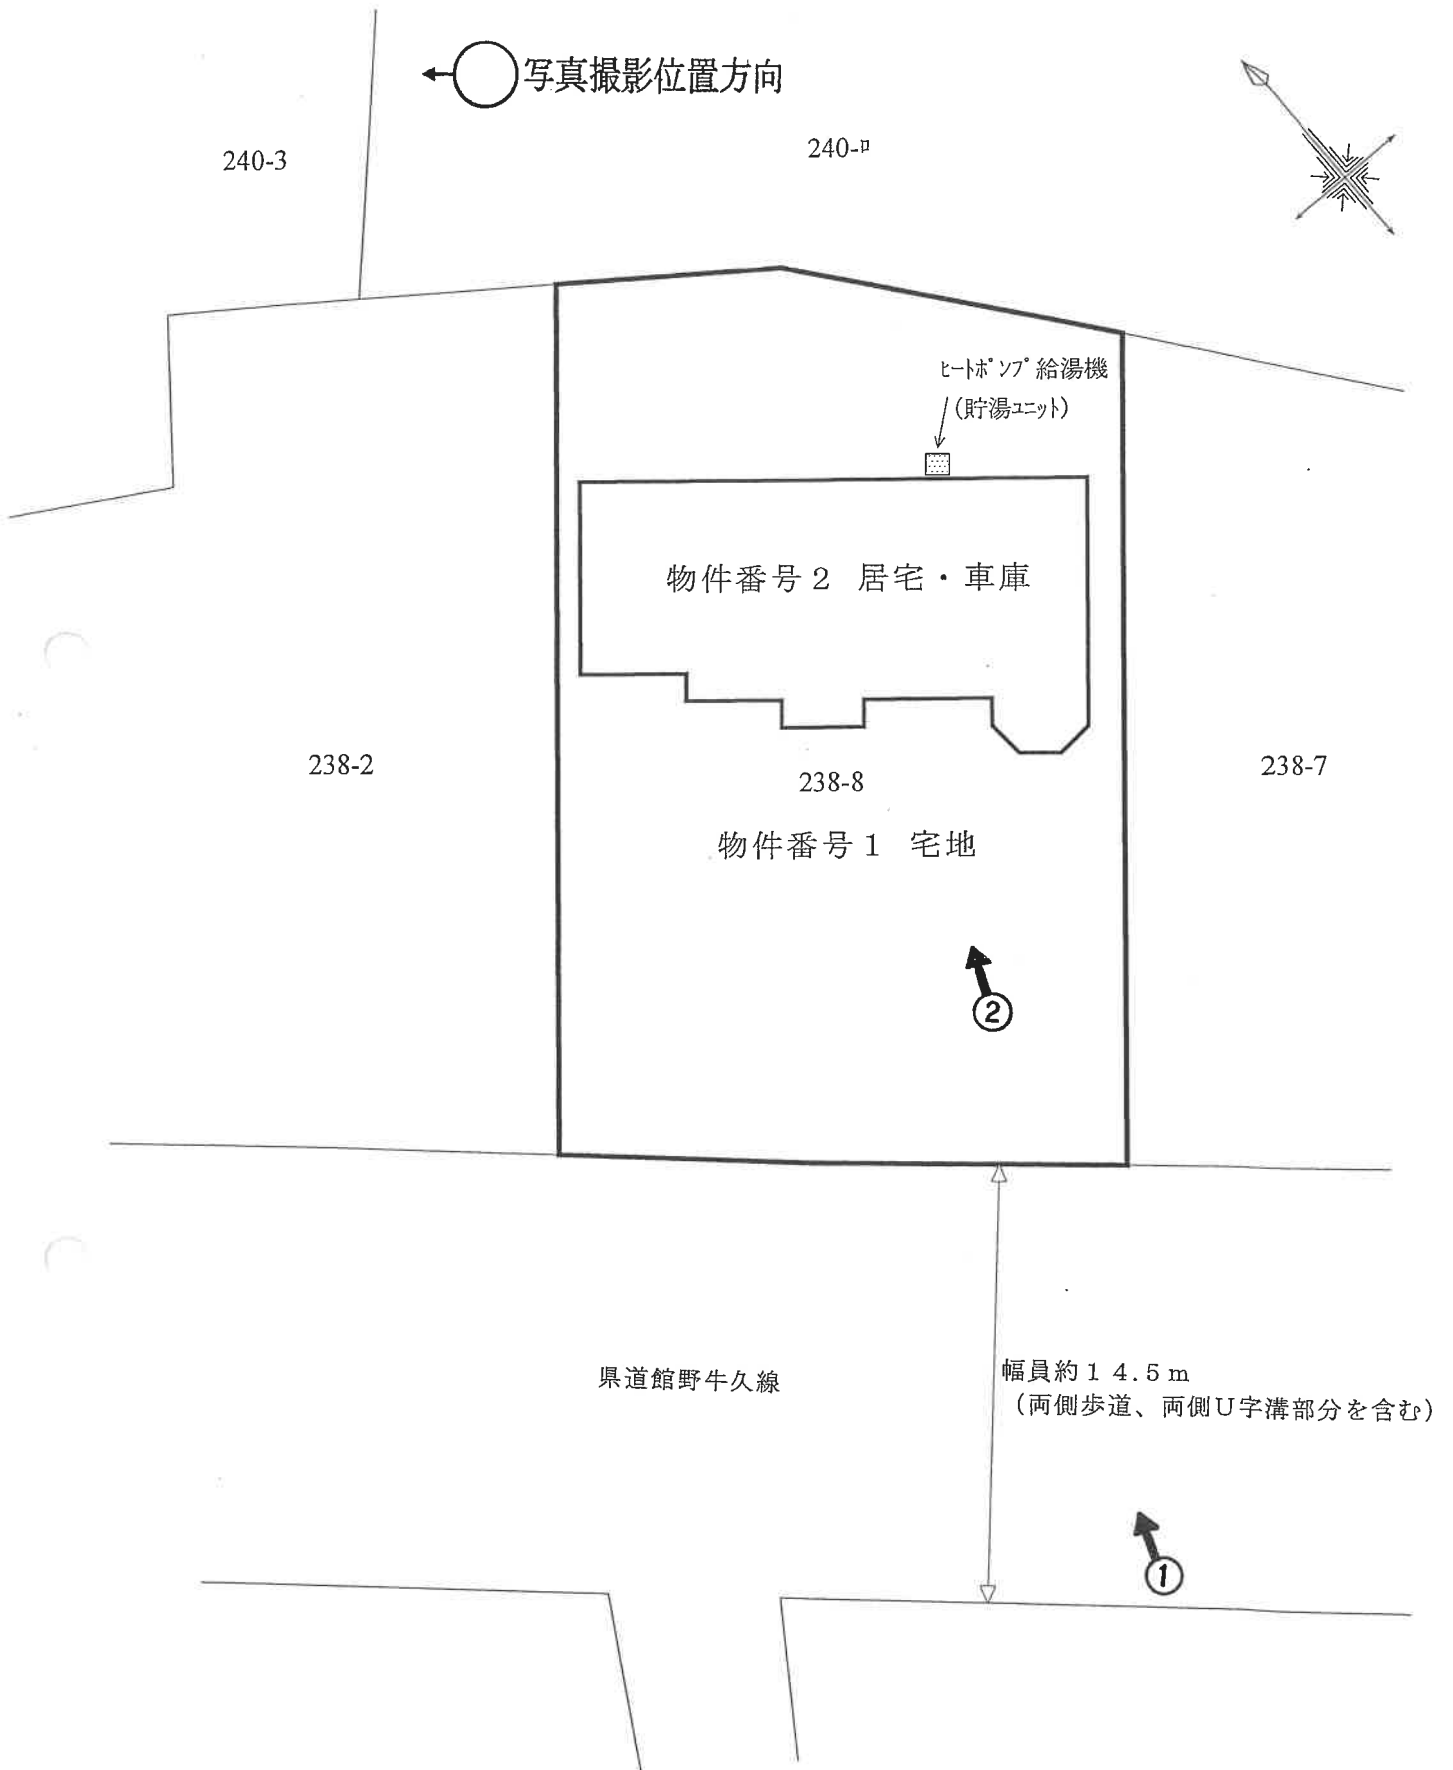 写真撮影位置方向
240-3
240-ロ
ﾋｰﾄﾎﾟﾝﾌﾟ給湯機
(貯湯ﾕﾆｯﾄ)
物件番号２ 居宅・車庫
238-2
238-8
238-7
物件番号１ 宅地
②
県道館野牛久線
幅員約１４.５ｍ
（両側歩道、両側Ｕ字溝部分を含む）
①